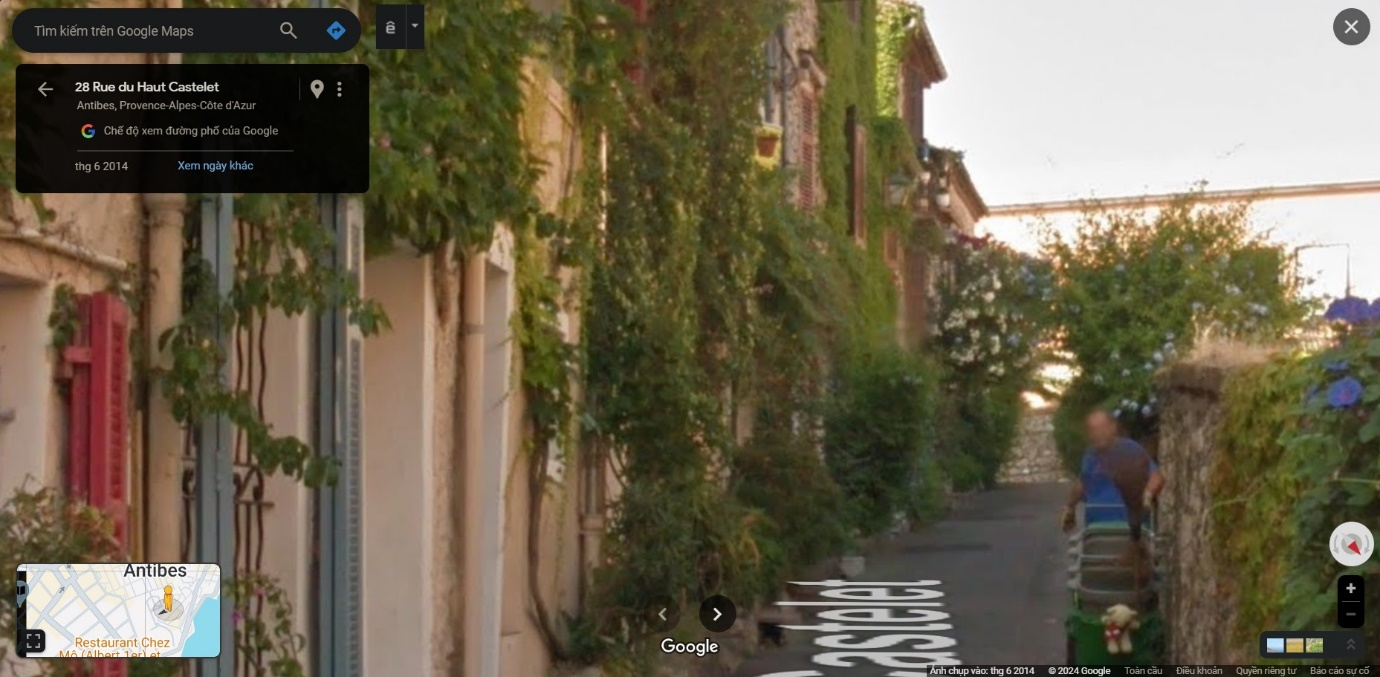 Tìm kiếm trên Google Maps
ê
28 Rue du Haut Castelet
Antibes, Provence-Alpes-Côte d'Azur
Chế độ xem đường phố của Google
thg 6 2014 Xem ngày khác
Antibes
Restaurant Chez
Mô (Albert 1er) et
Google
astelet
Ảnh chụp vào: thg 6 2014 © 2024 Google Toàn cầu Điều khoản Quyền riêng tư Báo cáo sự cố